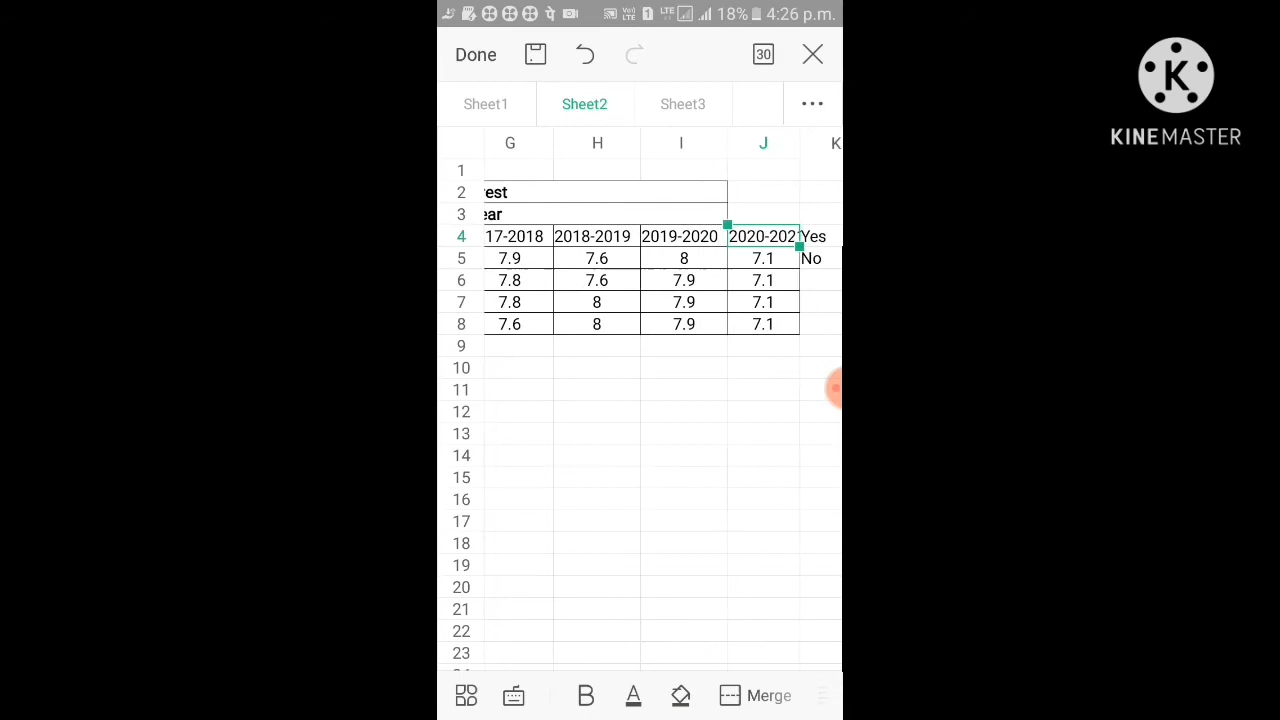 18% 4:26 p.m.
Done 30
Sheet1 Sheet2 Sheet3
G H I J K
1
2 rest
3 ear
4 17-2018 2018-2019 2019-2020 2020-202 Yes
5 7.9 7.6 8 7.1 No
6 7.8 7.6 7.9 7.1
7 7.8 8 7.9 7.1
8 7.6 8 7.9 7.1
9
10
11
12
13
14
15
16
17
18
19
20
21
22
23
B A Merge
K
KINEMASTER